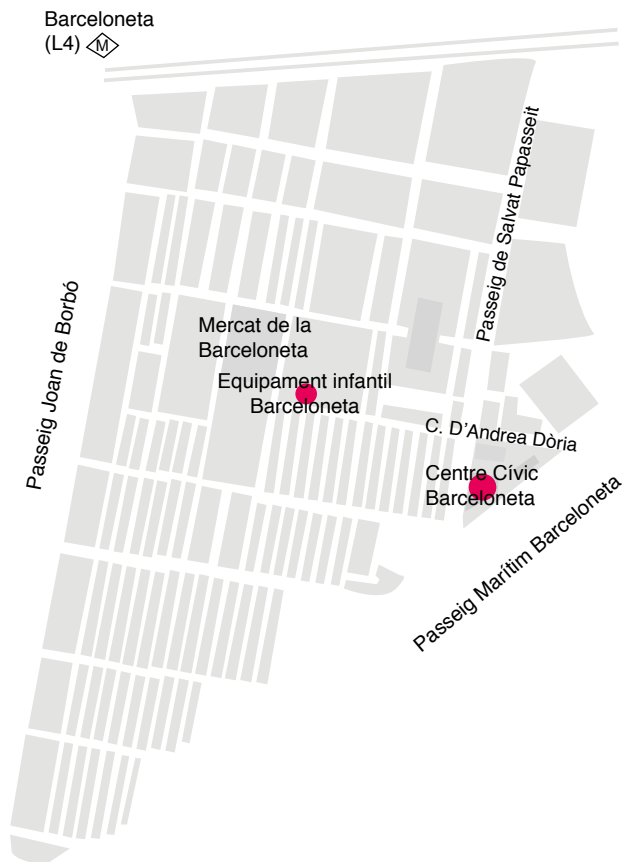 Barceloneta
(L4) M
Passeig de Salvat Papasseit
Passeig Joan de Borbó
Mercat de la
Barceloneta
Equipament infantil
Barceloneta
C. D'Andrea Dòria
Centre Cívic
Barceloneta
Passeig Marítim Barceloneta